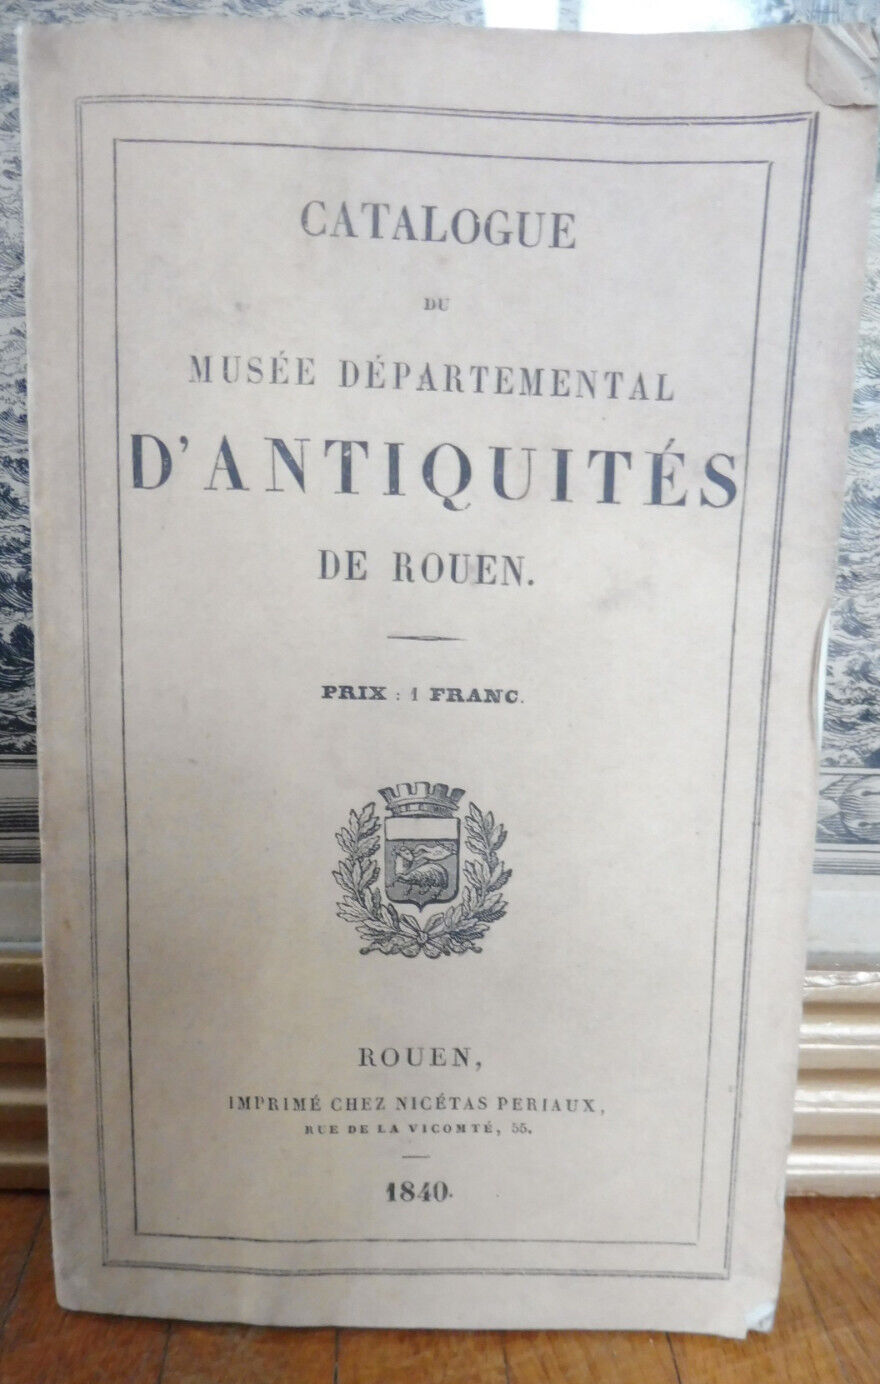 CATALOGUE
DU
MUSÉE DÉPARTEMENTAL
D'ANTIQUITÉS
DE ROUEN.
PRIX : 1 FRANC.
ROUEN,
IMPRIMÉ CHEZ NICÉTAS PERIAUX,
RUE DE LA VICOMTÉ, 55.
1840.